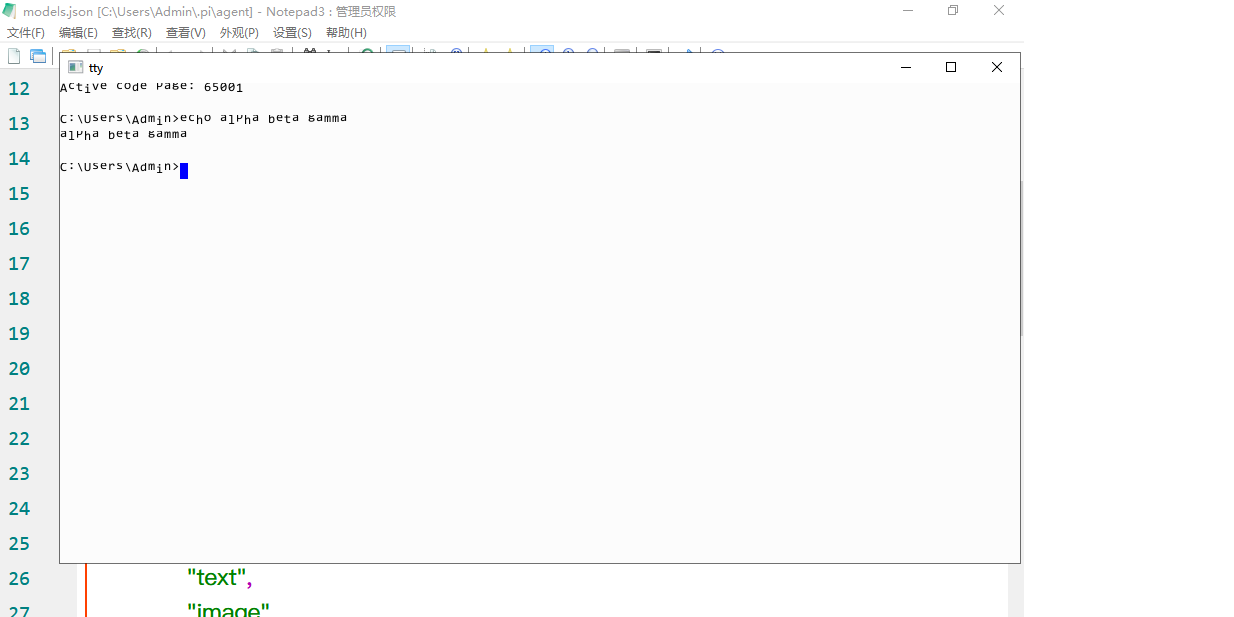 models.json [C:\Users\Admin\.pi\agent] - Notepad3 : 管理员权限
文件(F) 编辑(E) 查找(R) 查看(V) 外观(P) 设置(S) 帮助(H)
tty
Active code page: 65001
C:\Users\Admin>echo alpha beta gamma
alpha beta gamma
C:\Users\Admin>
12
13
14
15
16
17
18
19
20
21
22
23
24
25
26 "text",
27 "image"